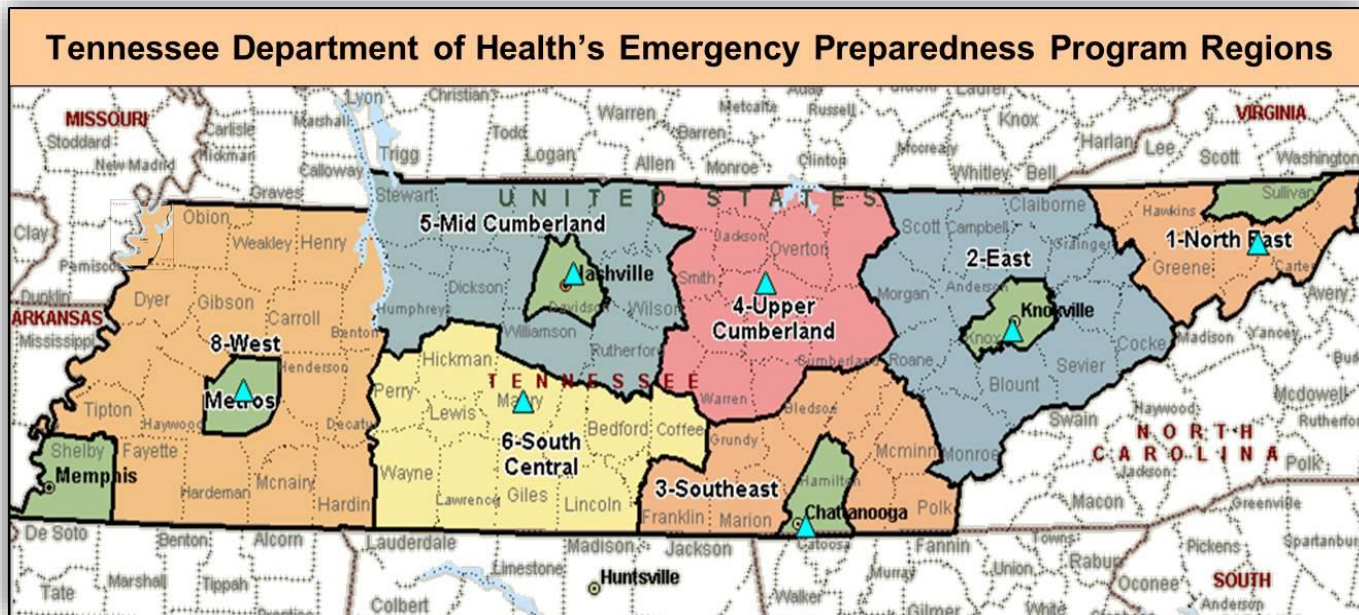 Tennessee Department of Health's Emergency Preparedness Program Regions
MISSOURI
Stoddard
New Madrid
Carlisle
Hickman
Graves
Marshall
Calloway
Lyon
Trigg
Christian
Todd
Logan
Warren
Allen
Barren
Metcalfe
Monroe
Russell
Clinton
Mccreary
Knox
Whitley
Bell
Harlan
Lee
VIRGINIA
Scott
Washington
Clay
Pemisco
Dunklin
ARKANSAS
Mississippi
UNITED STATES
TENNESSEE
Obion
Weakley
Henry
Dyer
Gibson
Carroll
Benton
8-West
Henderson
Metros
Tipton
Haywood
Decatu
Shelby
Fayette
Memphis
Hardeman
Mcnairy
Hardin
Stewart
5-Mid Cumberland
Nashville
Dickson
Humphreys
Davidson
Wilson
Williamson
Rutherford
Hickman
Perry
Lewis
Maury
Bedford
Coffee
6-South
Central
Wayne
Lawrence
Giles
Lincoln
Jackson
Overton
Smith
4-Upper
Cumberland
Cumberland
Warren
Bledsoe
Grundy
Mcminn
3-Southeast
Hamilton
Franklin
Marion
Chattanooga
Polk
Claiborne
Scott
Campbell
Grainger
2-East
Morgan
Anderson
Knoxville
Knox
Roane
Cocke
Sevier
Blount
Monroe
Sullivan
Hawkins
1-North East
Greene
Carter
Avery
Madison
Yancey
Mcdowell
Rutherfo
Swain
Haywood
NORTH
CAROLINA
Jackson
Polk
Macon
Greenville
De Soto
Benton
Alcorn
Tate
Marshall
Tippah
Lauderdale
Colbert
Limestone
Madison
Jackson
Huntsville
Catoosa
Walker
Murray
Fannin
Gilmer
Union
Towns
White
Rabun
Oconee
Pickens
Spartanbur
SOUTH
Anderson